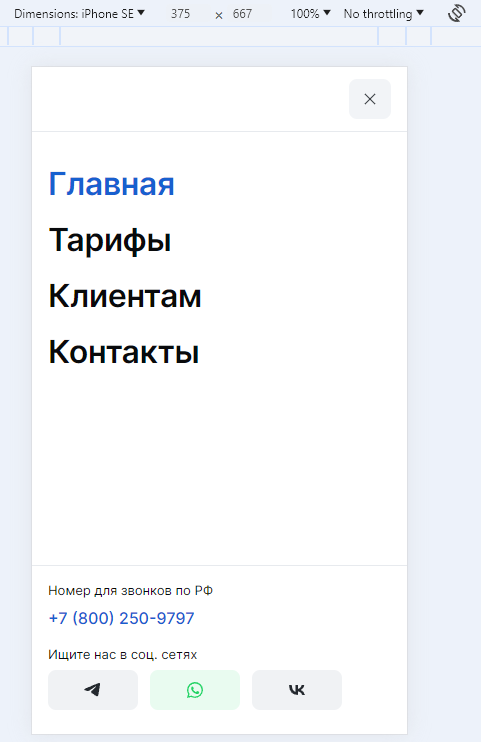 Dimensions: iPhone SE 375 × 667 100% No throttling
Главная
Тарифы
Клиентам
Контакты
Номер для звонков по РФ
+7 (800) 250-9797
Ищите нас в соц. сетях